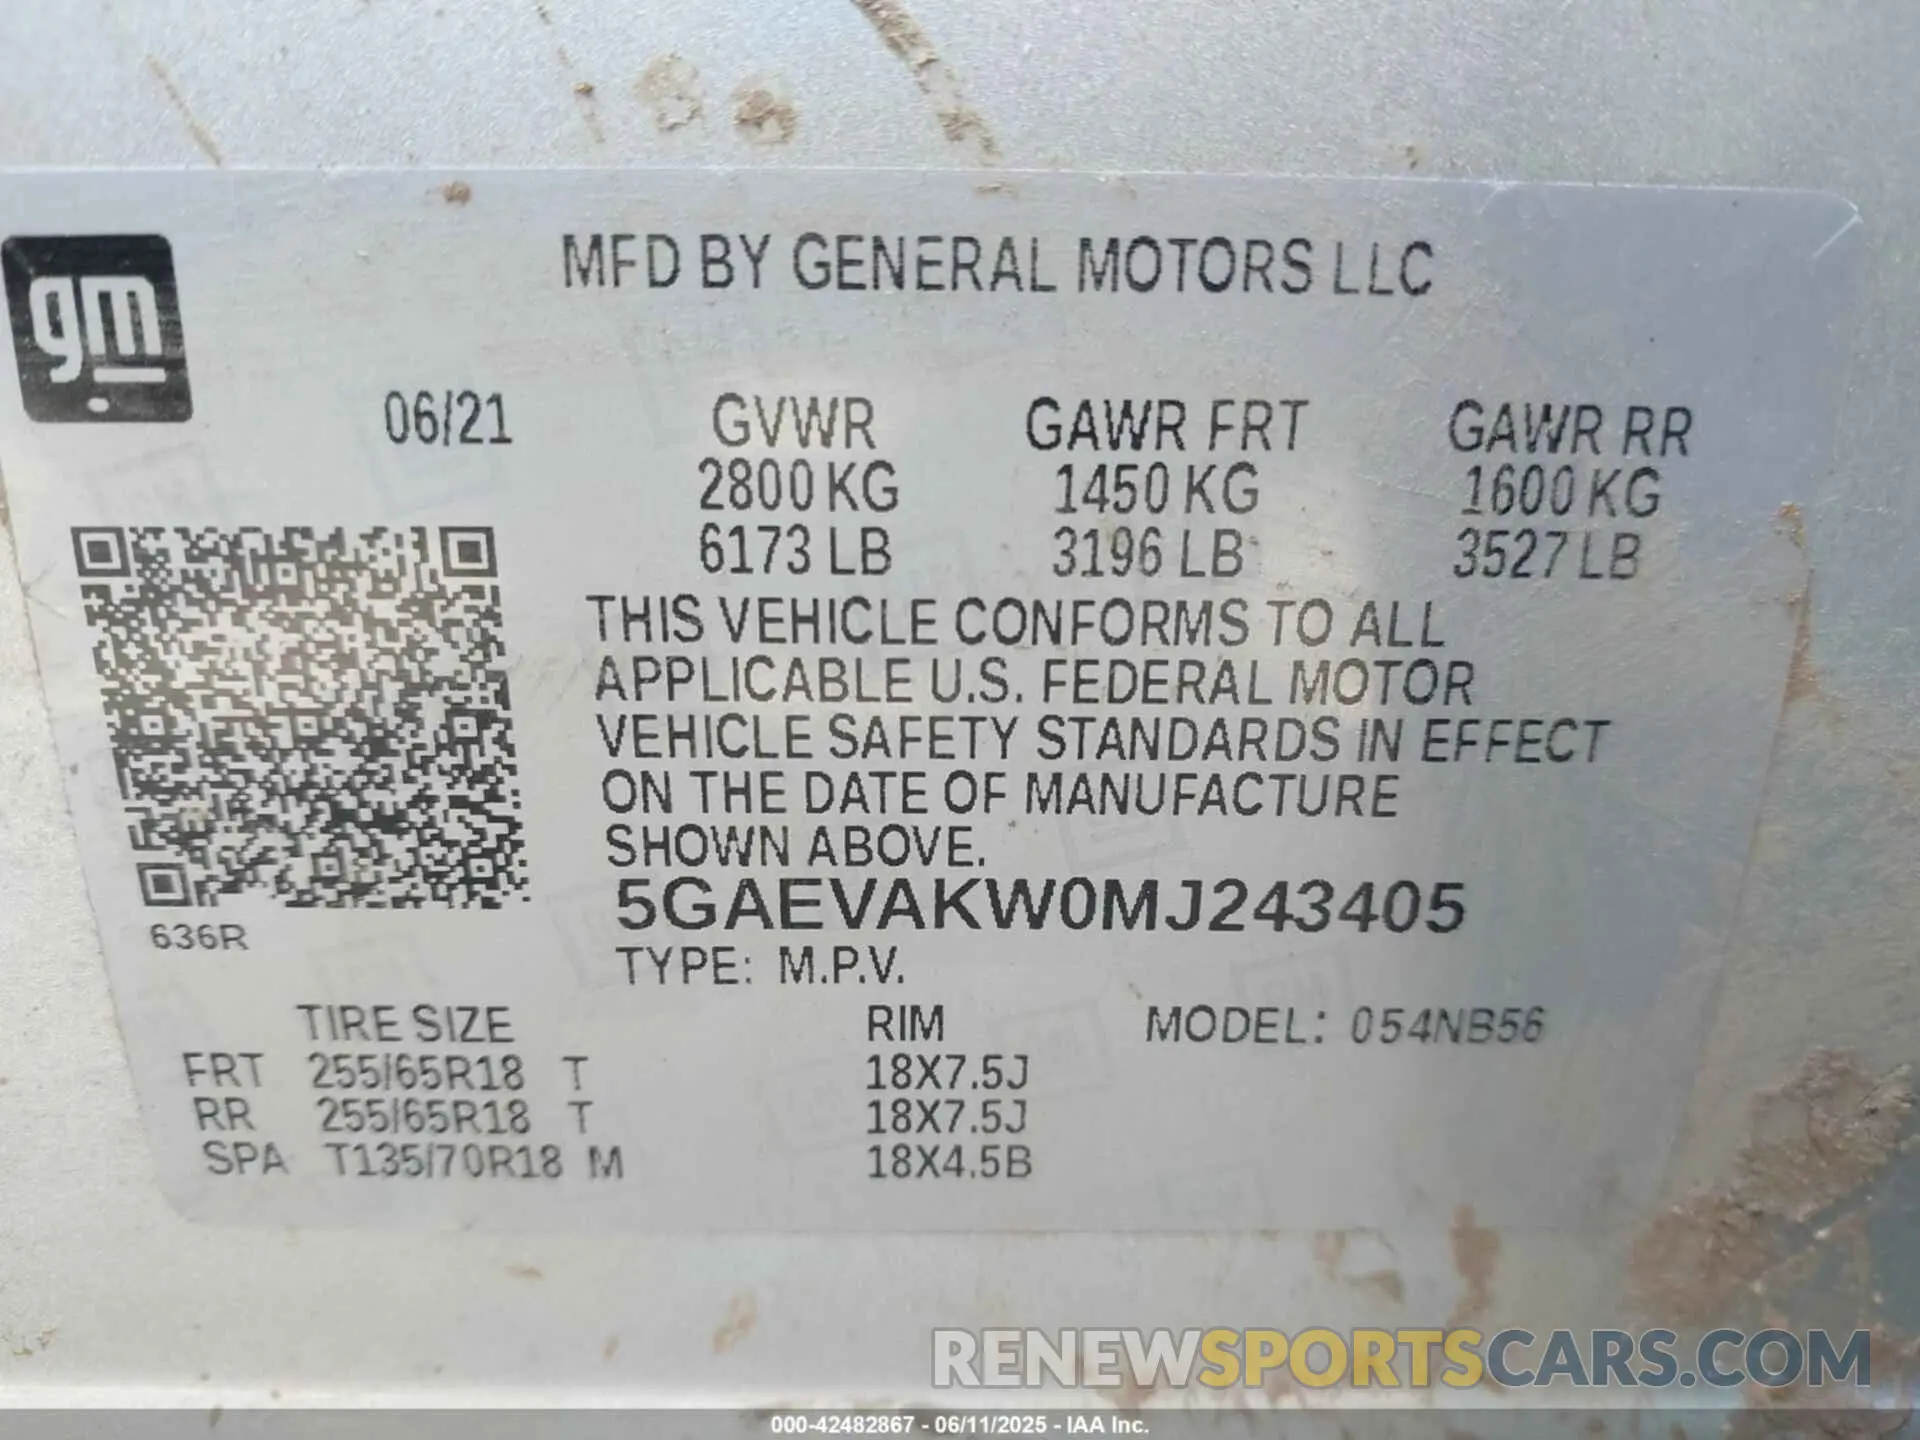 MFD BY GENERAL MOTORS LLC
gm
06/21 GVWR GAWR FRT GAWR RR
2800 KG 1450 KG 1600 KG
6173 LB 3196 LB 3527 LB
THIS VEHICLE CONFORMS TO ALL
APPLICABLE U.S. FEDERAL MOTOR
VEHICLE SAFETY STANDARDS IN EFFECT
ON THE DATE OF MANUFACTURE
SHOWN ABOVE.
5GAEVAKW0MJ243405
636R
TYPE: M.P.V.
TIRE SIZE RIM MODEL: 054NB56
FRT 255/65R18 T 18X7.5J
RR 255/65R18 T 18X7.5J
SPA T135/70R18 M 18X4.5B
RENEWSPORTSCARS.COM
000-42482867 - 06/11/2025 - IAA Inc.